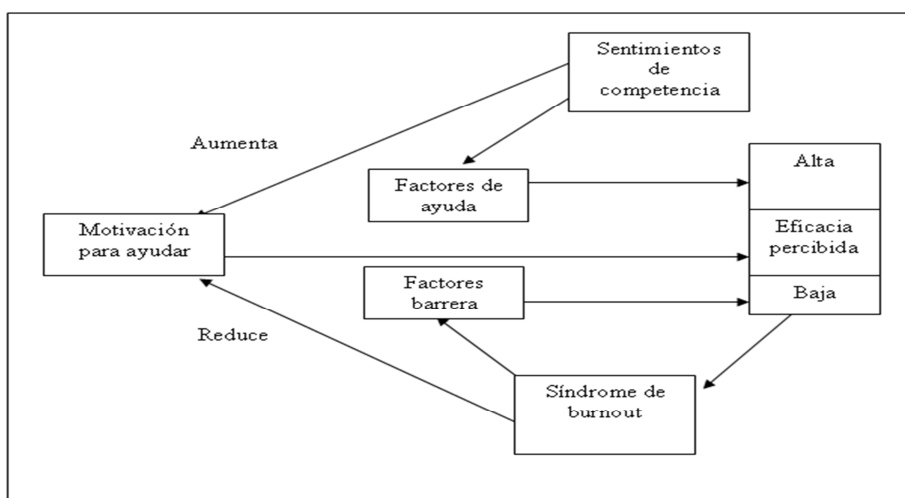 Sentimientos
de
competencia
Aumenta
Alta
Factores de
ayuda
Motivación
para ayudar
Eficacia
percibida
Factores
barrera
Baja
Reduce
Síndrome de
burnout